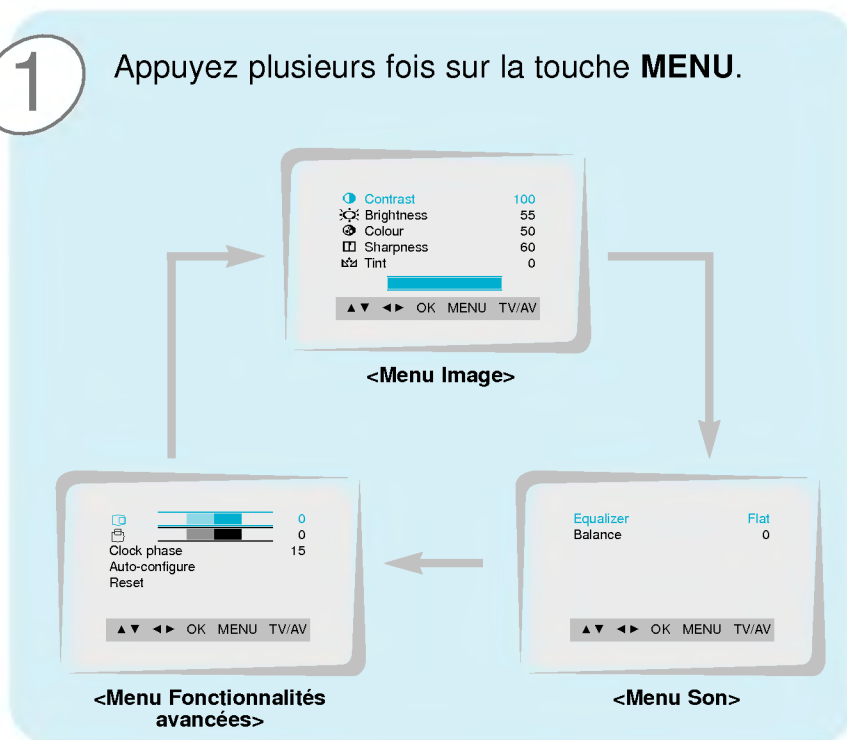 1
Appuyez plusieurs fois sur la touche MENU.
Contrast 100
Brightness 55
Colour 50
Sharpness 60
Tint 0
▲▼ ◄► OK MENU TV/AV
<Menu Image>
0
0
Clock phase 15
Auto-configure
Reset
▲▼ ◄► OK MENU TV/AV
<Menu Fonctionnalités
avancées>
Equalizer Flat
Balance 0
▲▼ ◄► OK MENU TV/AV
<Menu Son>